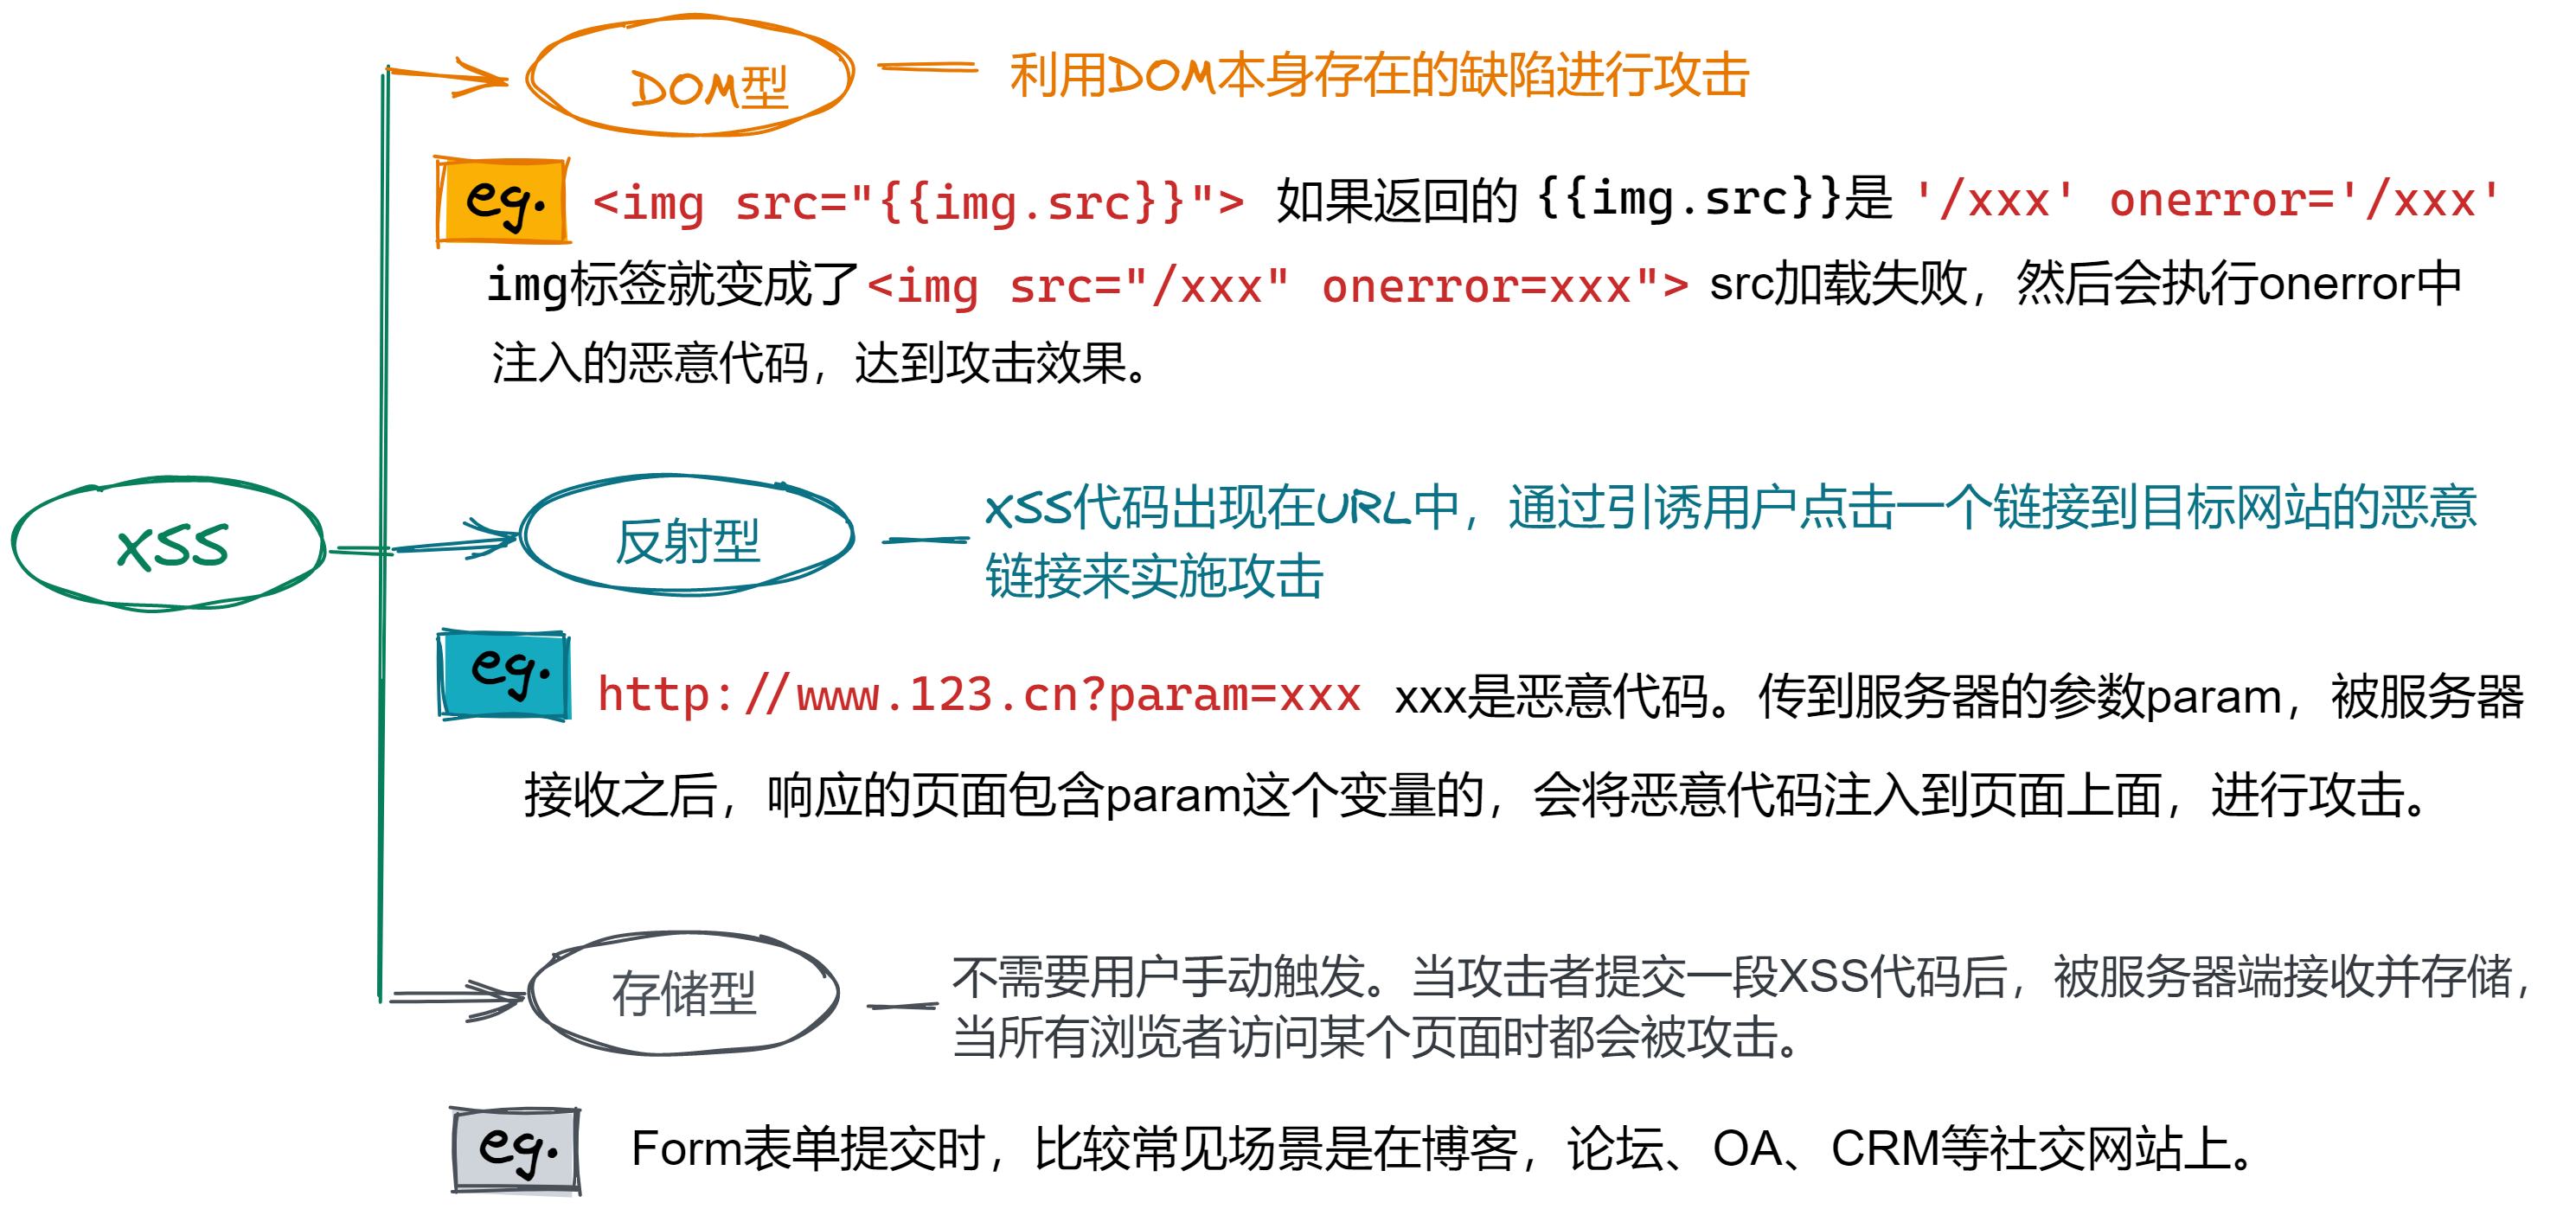 DOM型
利用DOM本身存在的缺陷进行攻击
eg.
<img src="{{img.src}}"> 如果返回的 {{img.src}}是 '/xxx' onerror='/xxx'
img标签就变成了<img src="/xxx" onerror=xxx"> src加载失败，然后会执行onerror中
注入的恶意代码，达到攻击效果。
XSS
反射型
XSS代码出现在URL中，通过引诱用户点击一个链接到目标网站的恶意
链接来实施攻击
eg.
http://www.123.cn?param=xxx xxx是恶意代码。传到服务器的参数param，被服务器
接收之后，响应的页面包含param这个变量的，会将恶意代码注入到页面上面，进行攻击。
存储型
不需要用户手动触发。当攻击者提交一段XSS代码后，被服务器端接收并存储，
当所有浏览者访问某个页面时都会被攻击。
eg.
Form表单提交时，比较常见场景是在博客，论坛、OA、CRM等社交网站上。